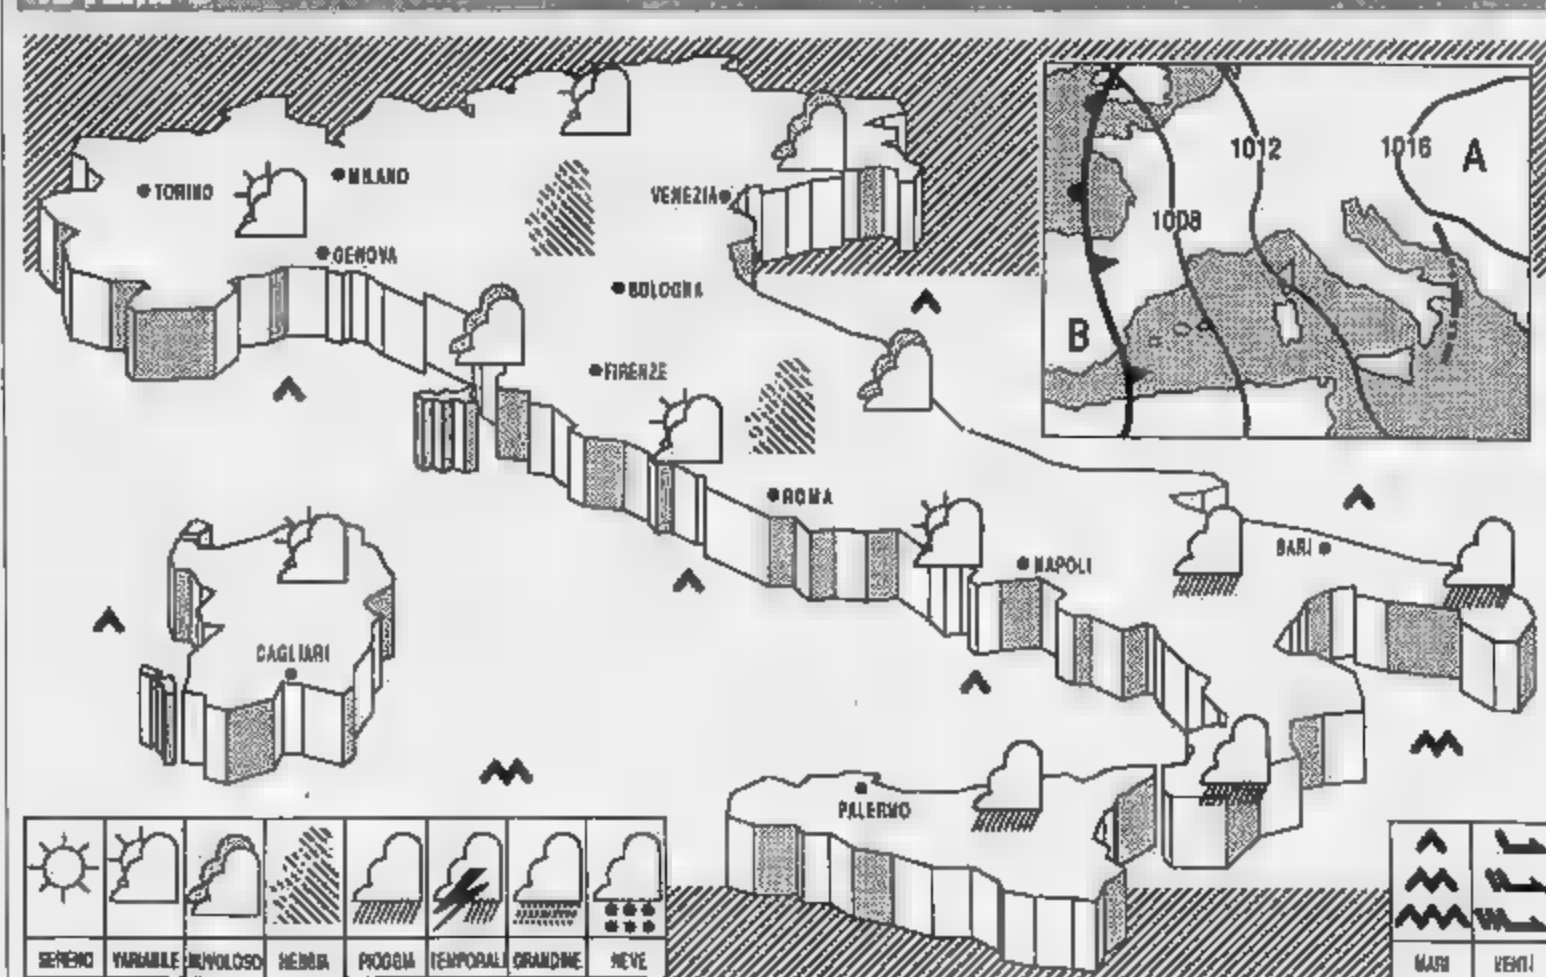 1012
1016
A
TORINO
MILANO
VENEZIA
1008
GENOVA
BOLOGNA
B
FIRENZE
ROMA
BARI
NAPOLI
CAGLIARI
PALERMO
SERENO VARIABILE NUVOLOSO NEBBIA PIOGGIA TEMPORALI GRANDINE NEVE
MARI VENTI